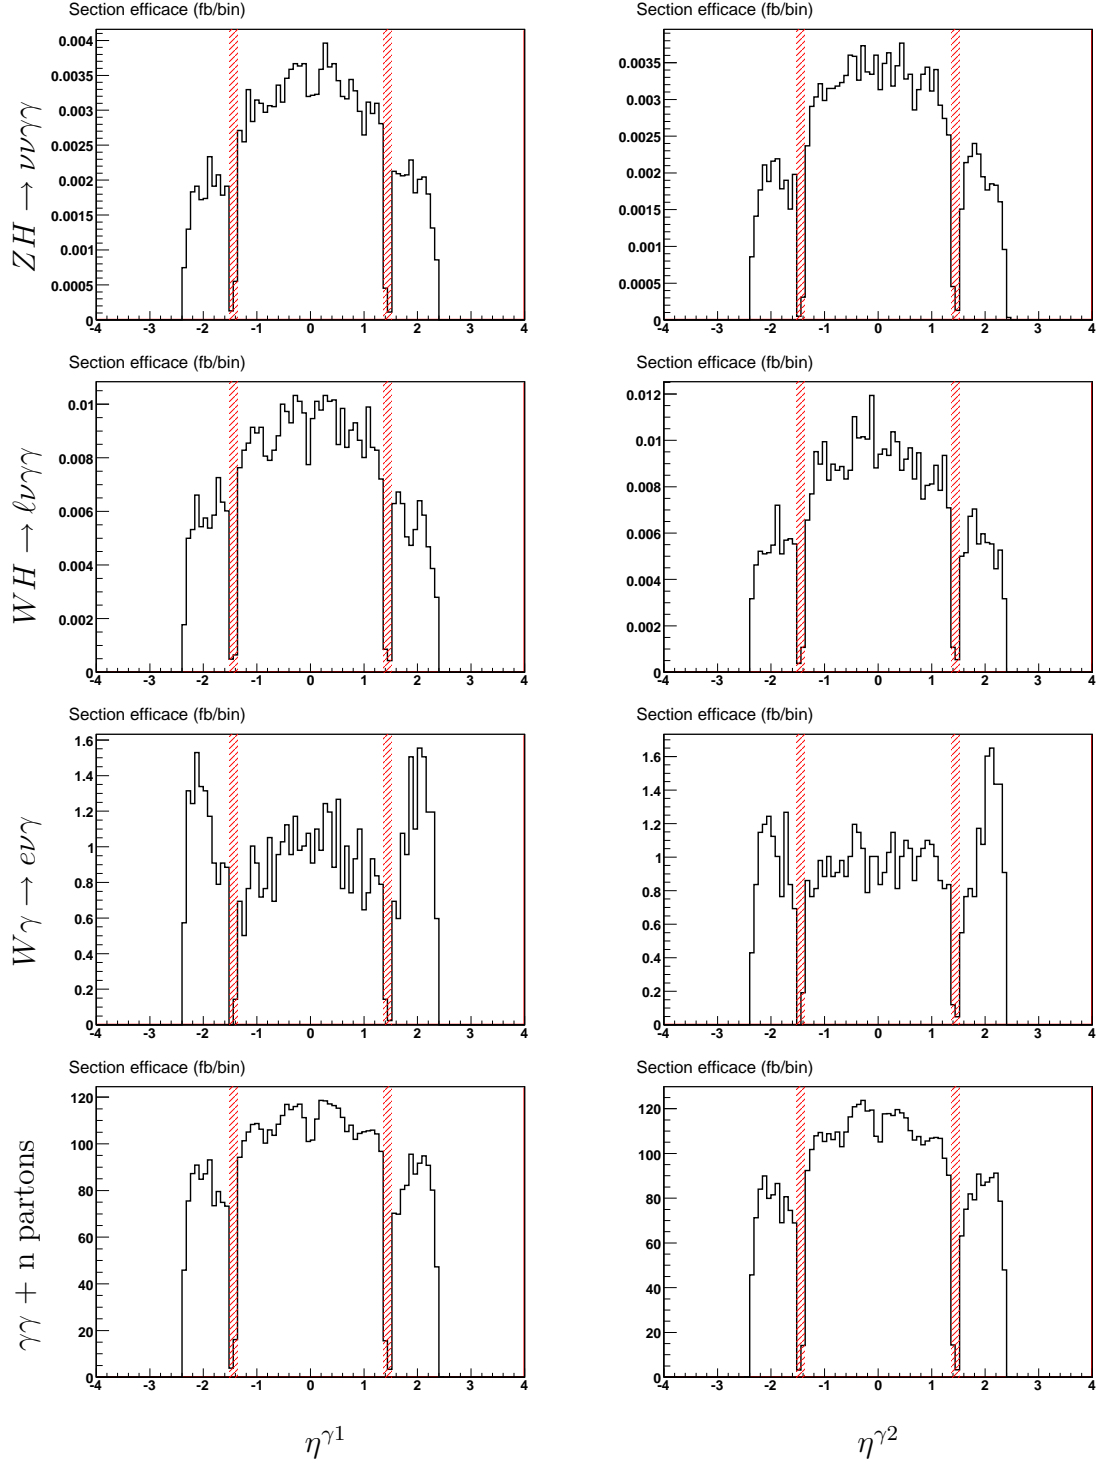 Section efficace (fb/bin)
Section efficace (fb/bin)
ZH → ννγγ
0.004
0.0035
0.003
0.0025
0.002
0.0015
0.001
0.0005
0
-4 -3 -2 -1 0 1 2 3 4
0.0035
0.003
0.0025
0.002
0.0015
0.001
0.0005
0
-4 -3 -2 -1 0 1 2 3 4
Section efficace (fb/bin)
Section efficace (fb/bin)
WH → ℓνγγ
0.01
0.008
0.006
0.004
0.002
0
-4 -3 -2 -1 0 1 2 3 4
0.012
0.01
0.008
0.006
0.004
0.002
0
-4 -3 -2 -1 0 1 2 3 4
Section efficace (fb/bin)
Section efficace (fb/bin)
Wγ → eνγ
1.6
1.4
1.2
1
0.8
0.6
0.4
0.2
0
-4 -3 -2 -1 0 1 2 3 4
1.6
1.4
1.2
1
0.8
0.6
0.4
0.2
0
-4 -3 -2 -1 0 1 2 3 4
Section efficace (fb/bin)
Section efficace (fb/bin)
γγ + n partons
120
100
80
60
40
20
0
-4 -3 -2 -1 0 1 2 3 4
120
100
80
60
40
20
0
-4 -3 -2 -1 0 1 2 3 4
η^γ1
η^γ2